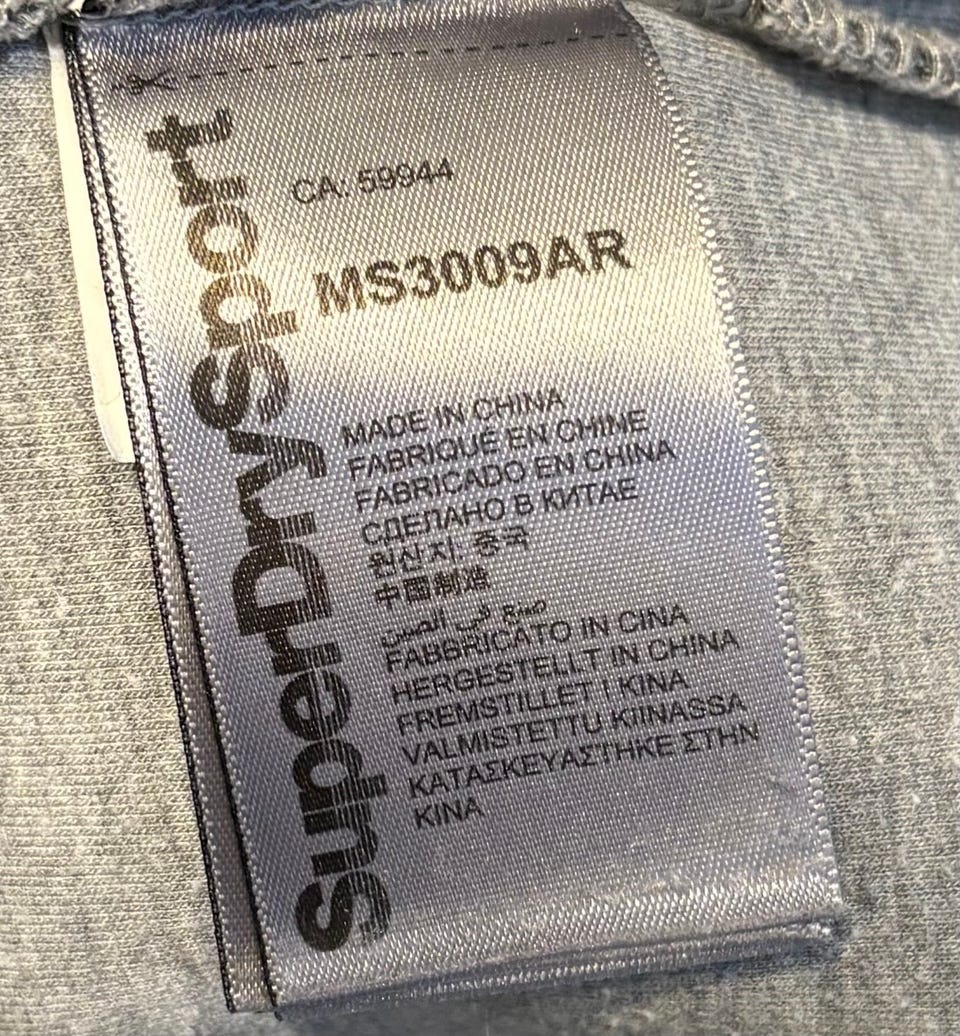 SuperDrySport
CA: 59944
MS3009AR
MADE IN CHINA
FABRIQUÉ EN CHINE
FABRICADO EN CHINA
СДЕЛАНО В КИТАЕ
원산지: 중국
中国制造
صنع في الصين
FABBRICATO IN CINA
HERGESTELLT IN CHINA
FREMSTILLET I KINA
VALMISTETTU KIINASSA
ΚΑΤΑΣΚΕΥΑΣΤΗΚΕ ΣΤΗΝ
ΚΙΝΑ